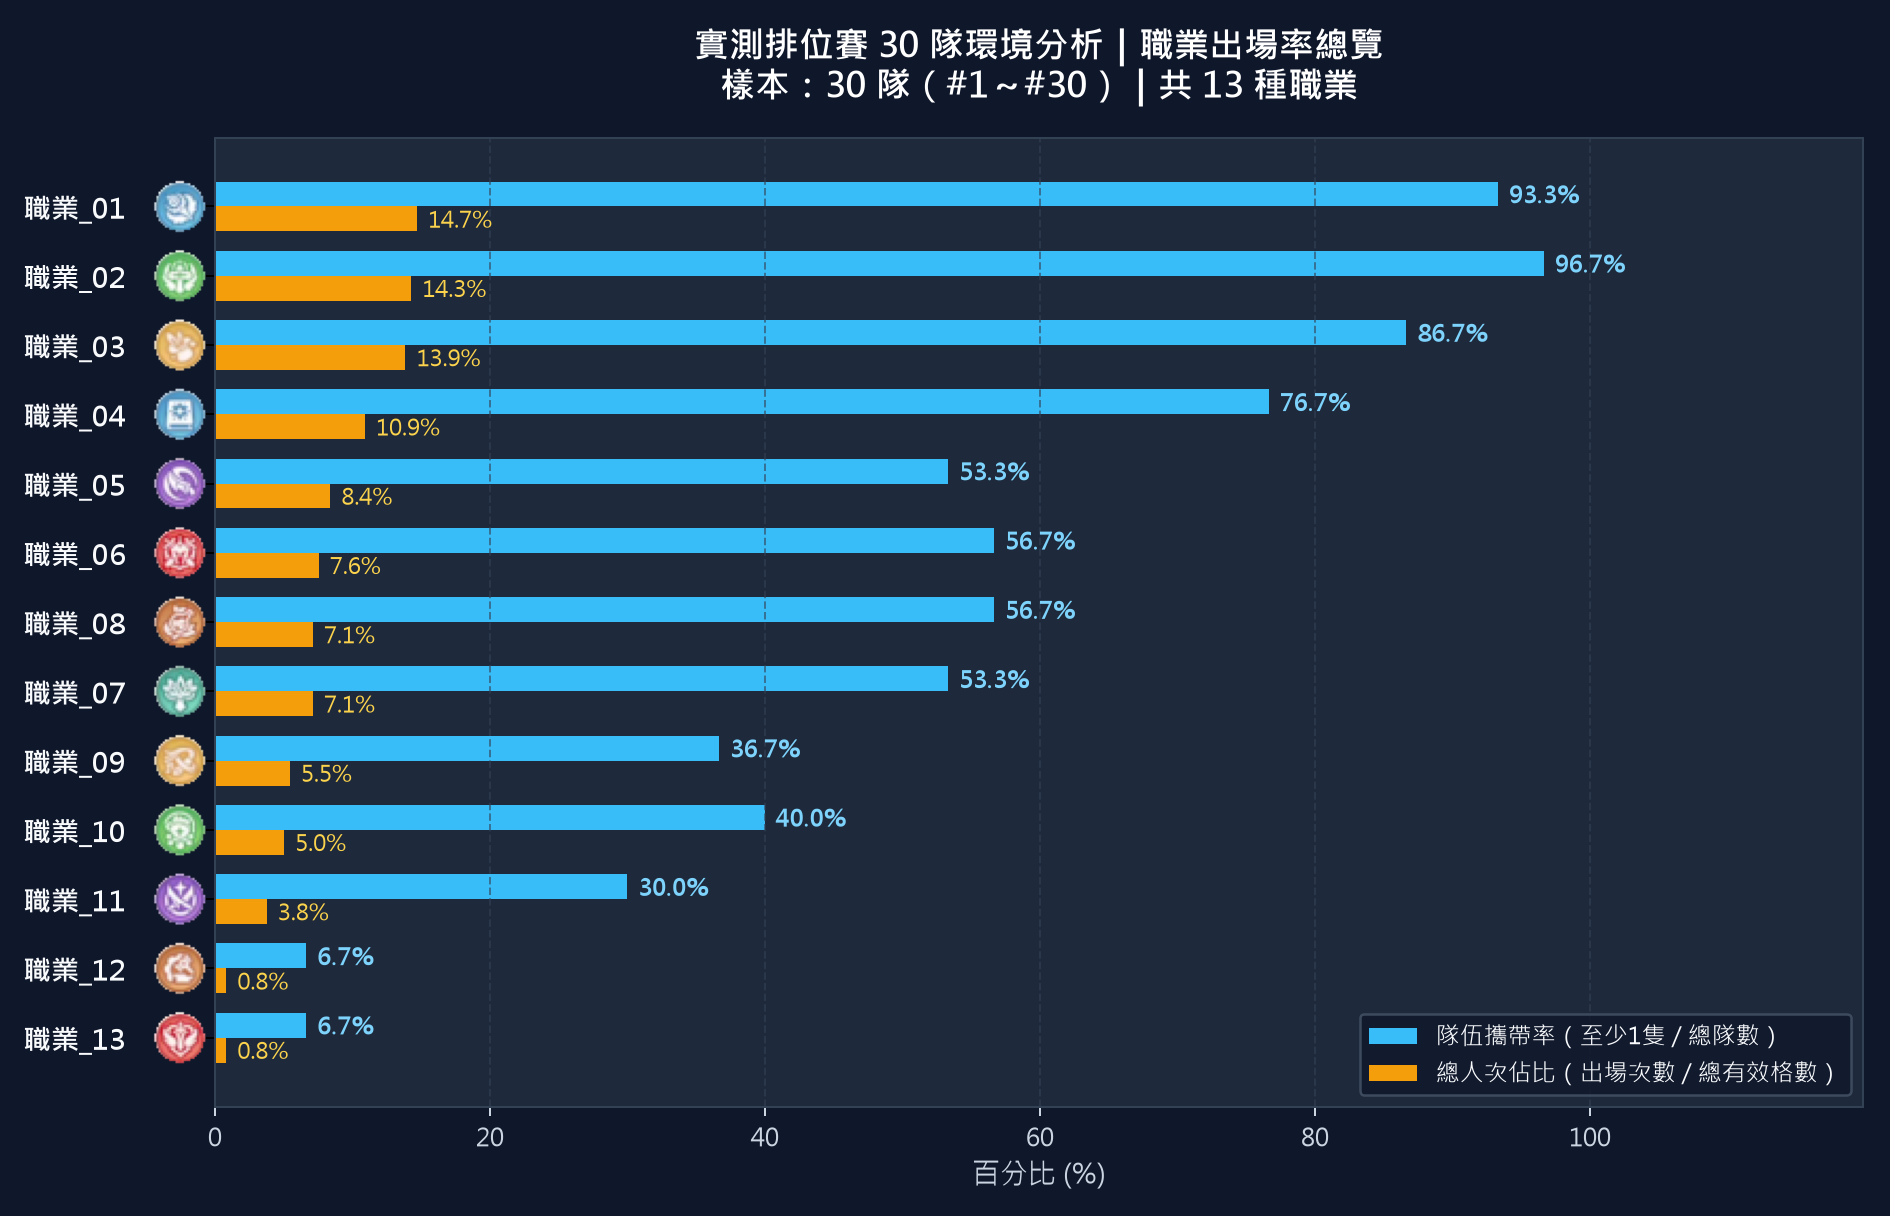 實測排位賽 30 隊環境分析 | 職業出場率總覽
樣本：30 隊（#1～#30） | 共 13 種職業
職業_01 93.3%
14.7%
職業_02 96.7%
14.3%
職業_03 86.7%
13.9%
職業_04 76.7%
10.9%
職業_05 53.3%
8.4%
職業_06 56.7%
7.6%
職業_08 56.7%
7.1%
職業_07 53.3%
7.1%
職業_09 36.7%
5.5%
職業_10 40.0%
5.0%
職業_11 30.0%
3.8%
職業_12 6.7%
0.8%
職業_13 6.7%
0.8%
隊伍攜帶率（至少1隻 / 總隊數）
總人次佔比（出場次數 / 總有效格數）
0 20 40 60 80 100
百分比 (%)